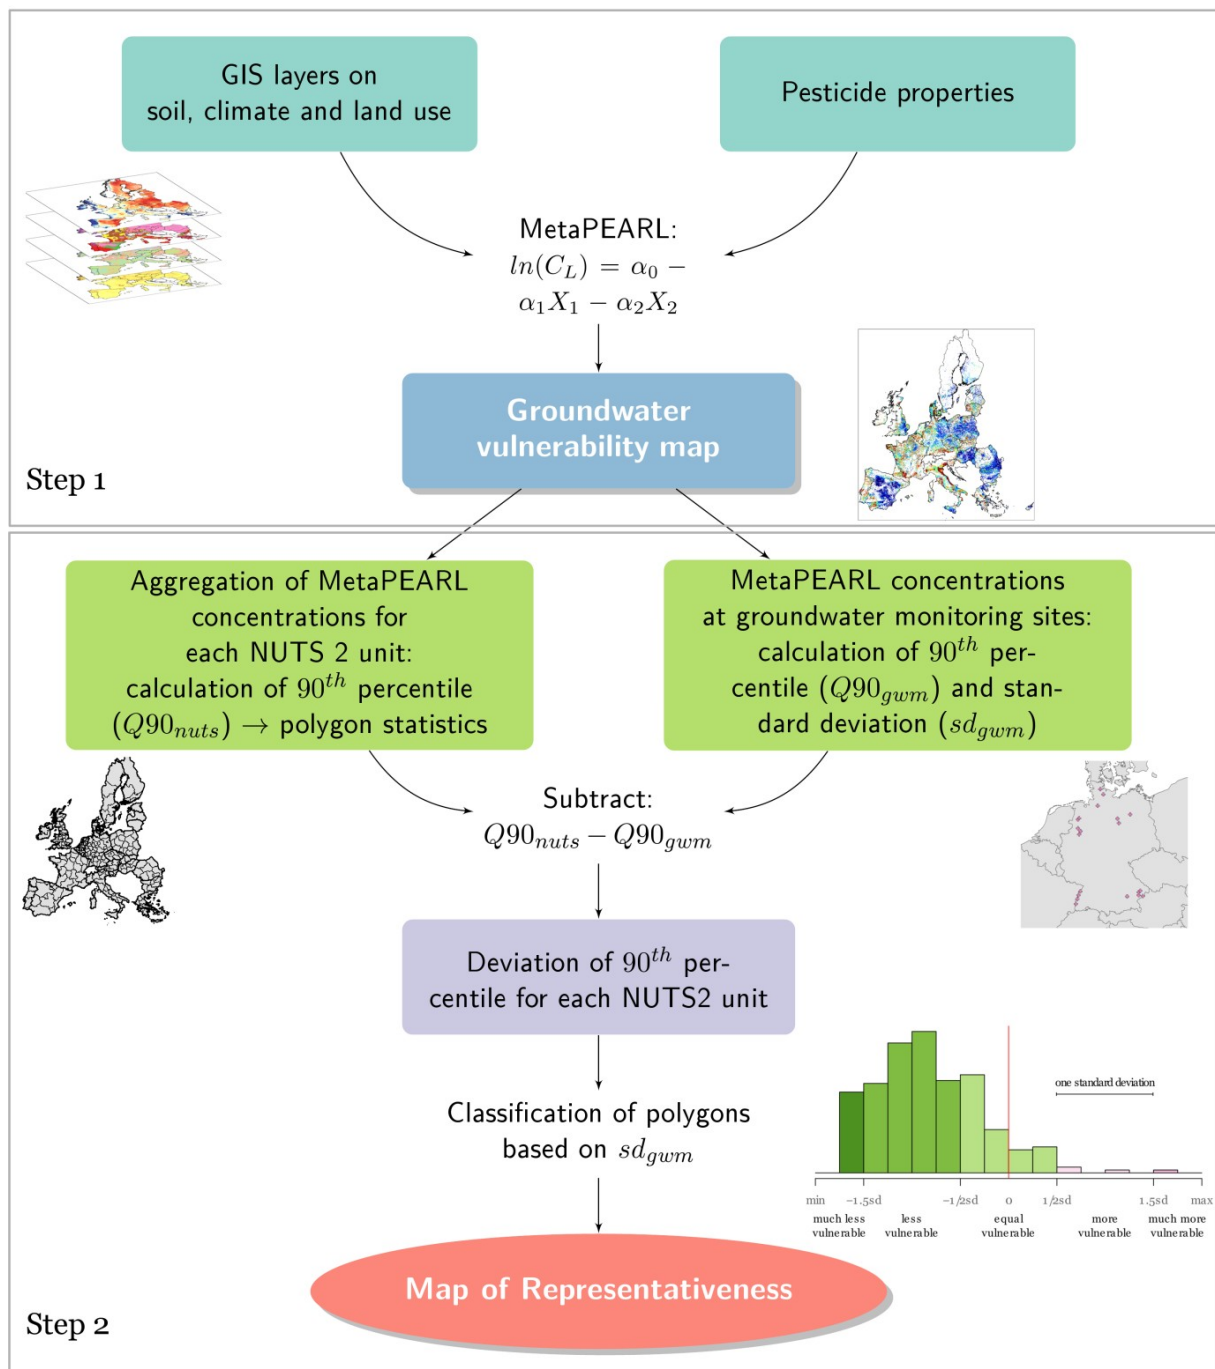 GIS layers on
soil, climate and land use
Pesticide properties
MetaPEARL:
ln(C_L) = α_0 −
α_1X_1 − α_2X_2
Groundwater
vulnerability map
Step 1
Aggregation of MetaPEARL
concentrations for
each NUTS 2 unit:
calculation of 90^th percentile
(Q90_nuts) → polygon statistics
MetaPEARL concentrations
at groundwater monitoring sites:
calculation of 90^th per-
centile (Q90_gwm) and stan-
dard deviation (sd_gwm)
Subtract:
Q90_nuts − Q90_gwm
Deviation of 90^th per-
centile for each NUTS2 unit
Classification of polygons
based on sd_gwm
one standard deviation
min −1.5sd −1/2sd 0 1/2sd 1.5sd max
much less less equal more much more
vulnerable vulnerable vulnerable vulnerable vulnerable
Map of Representativeness
Step 2